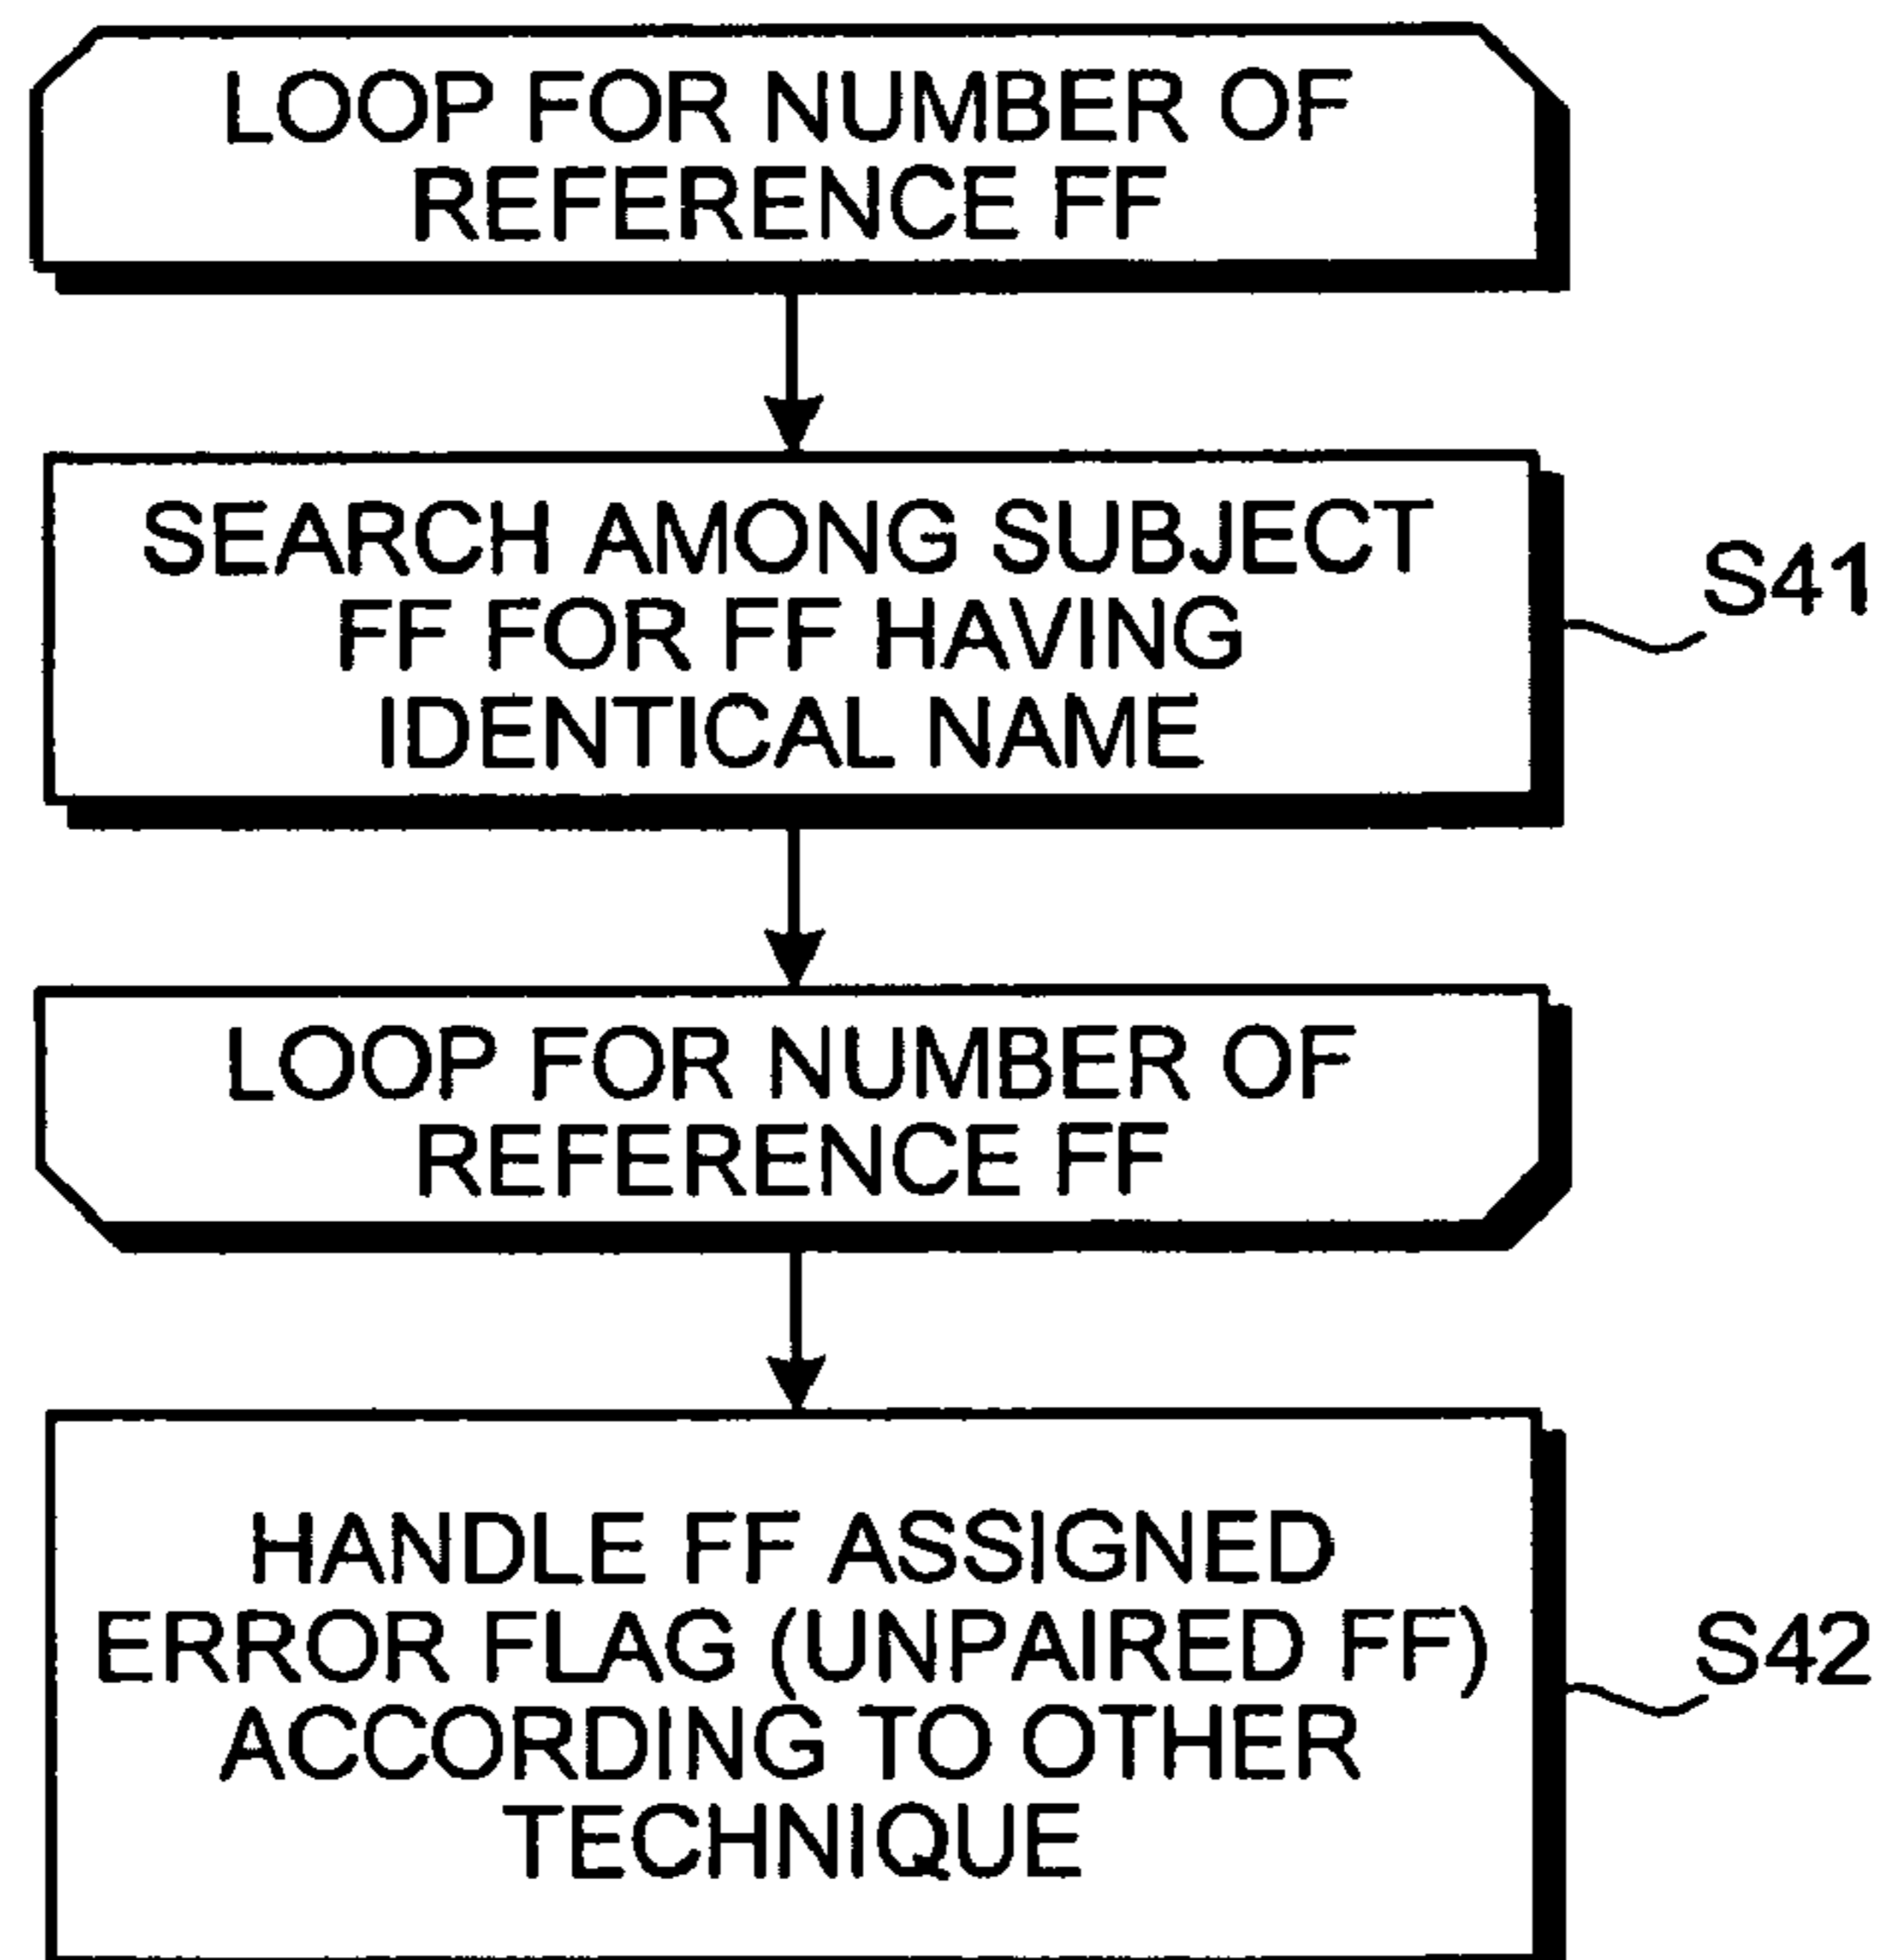 LOOP FOR NUMBER OF
REFERENCE FF
SEARCH AMONG SUBJECT
FF FOR FF HAVING
IDENTICAL NAME
S41
LOOP FOR NUMBER OF
REFERENCE FF
HANDLE FF ASSIGNED
ERROR FLAG (UNPAIRED FF)
ACCORDING TO OTHER
TECHNIQUE
S42